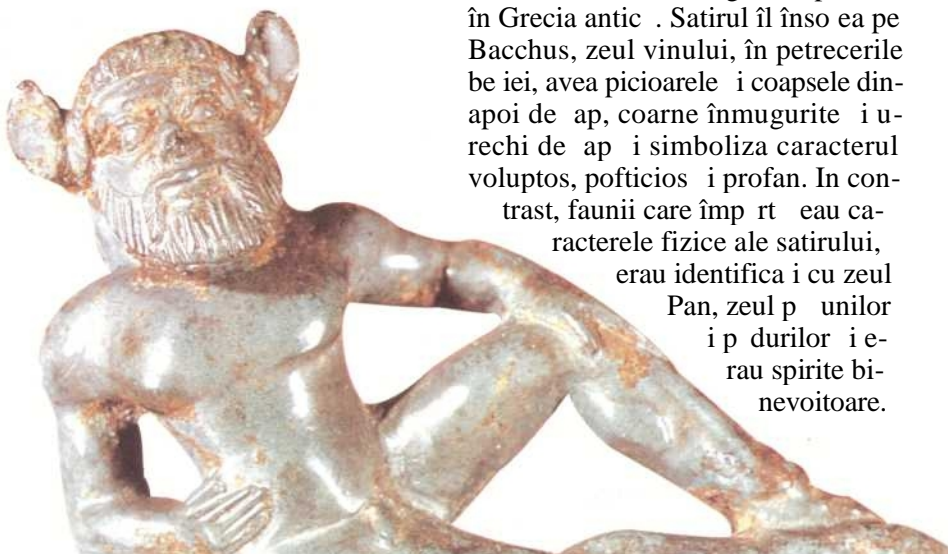 în Grecia antic . Satirul îl înso ea pe
Bacchus, zeul vinului, în petrecerile
be iei, avea picioarele i coapsele din-
apoi de ap, coarne înmugurite i u-
rechi de ap i simboliza caracterul
voluptos, pofticios i profan. In con-
trast, faunii care împ rt eau ca-
racterele fizice ale satirului,
erau identifica i cu zeul
Pan, zeul p unilor
i p durilor i e-
rau spirite bi-
nevoitoare.